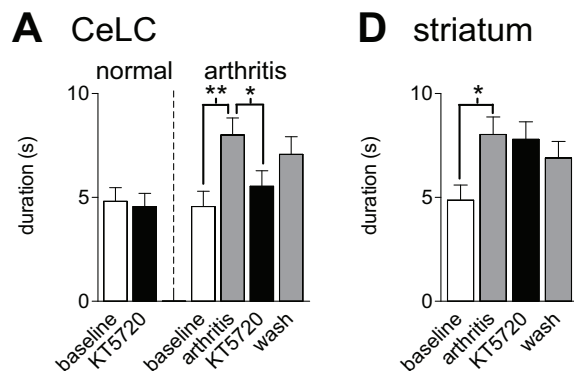 A CeLC
normal arthritis
** *
10
5
0
duration (s)
baseline
KT5720
baseline
arthritis
KT5720
wash
D striatum
*
10
5
0
duration (s)
baseline
arthritis
KT5720
wash